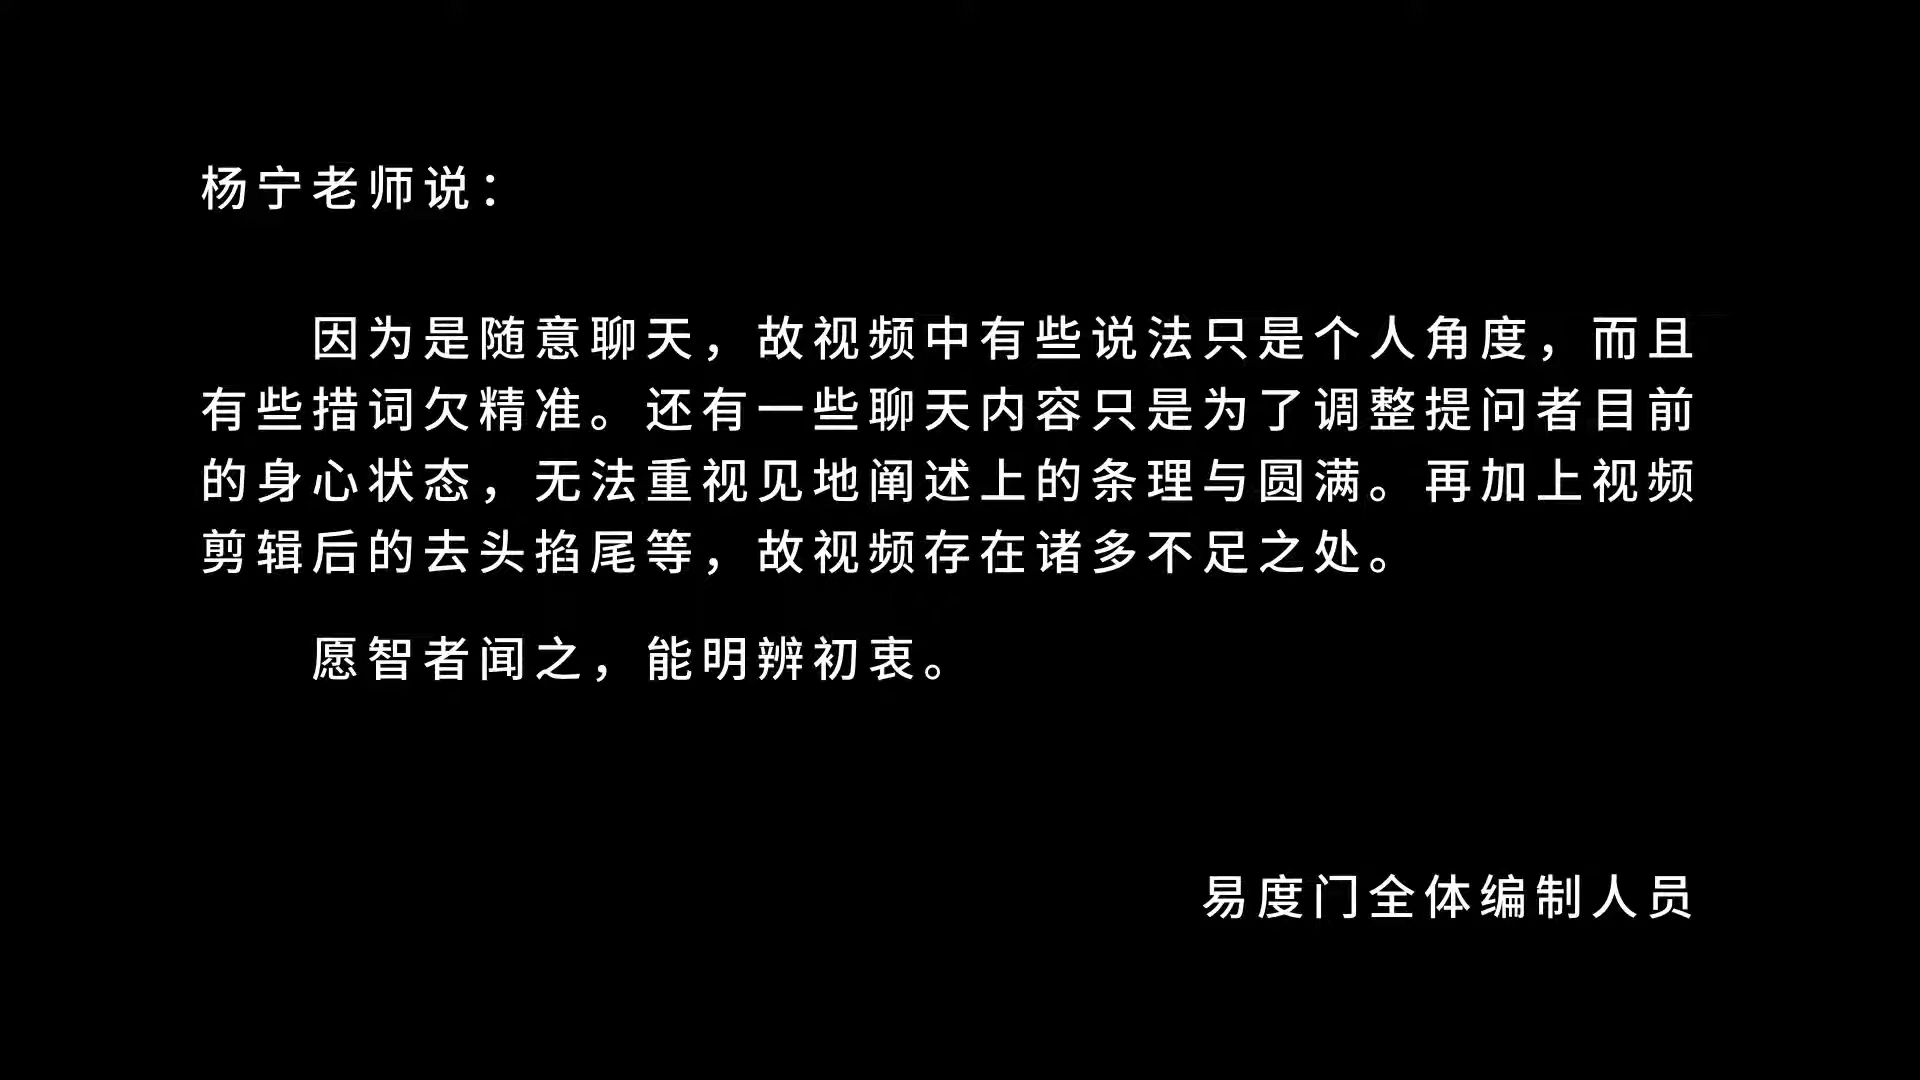 杨宁老师说：
因为是随意聊天，故视频中有些说法只是个人角度，而且
有些措词欠精准。还有一些聊天内容只是为了调整提问者目前
的身心状态，无法重视见地阐述上的条理与圆满。再加上视频
剪辑后的去头掐尾等，故视频存在诸多不足之处。
愿智者闻之，能明辨初衷。
易度门全体编制人员